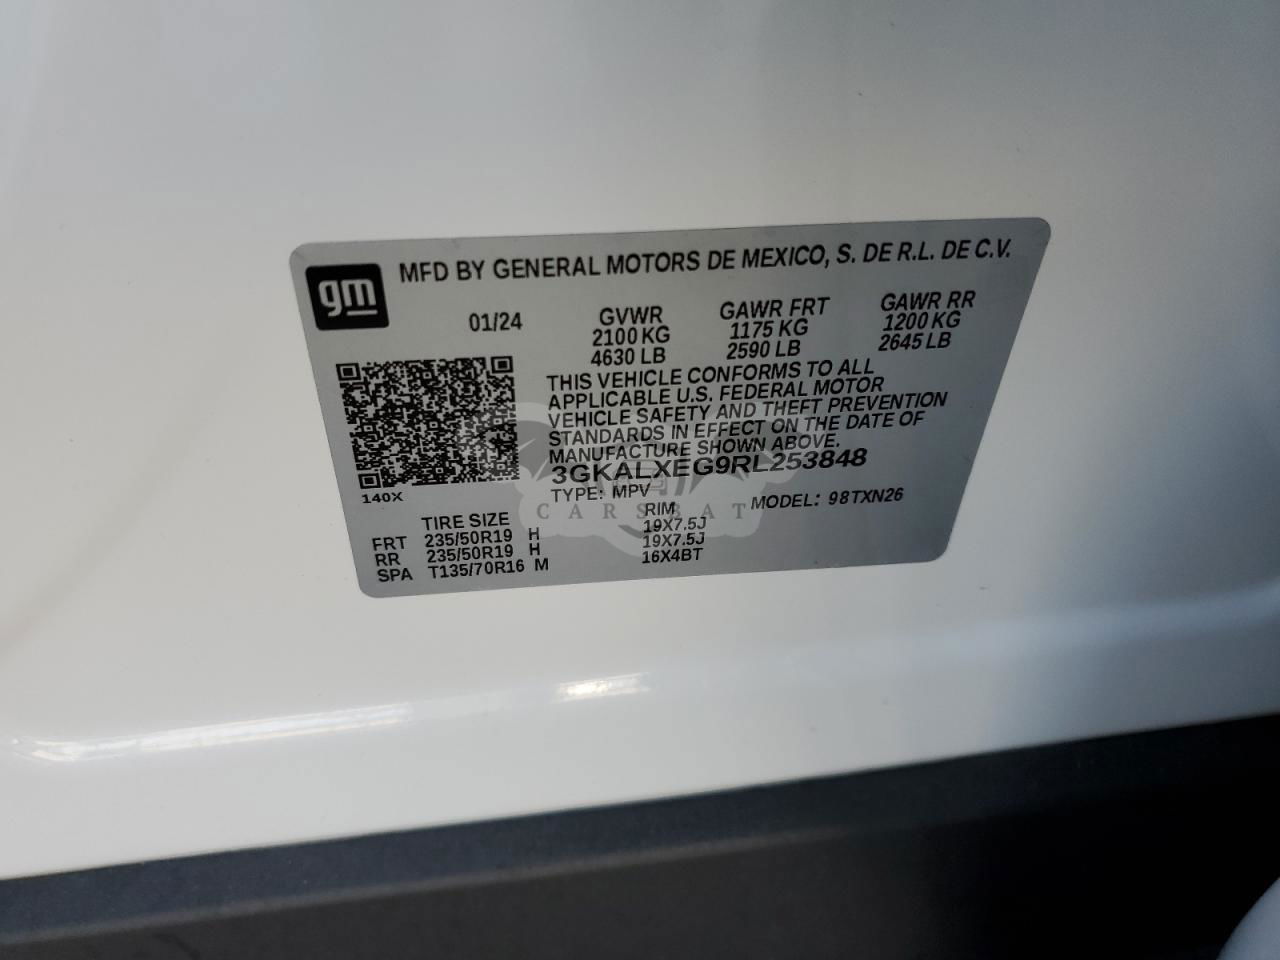 gm
MFD BY GENERAL MOTORS DE MEXICO, S. DE R.L. DE C.V.
01/24
GVWR
2100 KG
4630 LB
GAWR FRT
1175 KG
2590 LB
GAWR RR
1200 KG
2645 LB
THIS VEHICLE CONFORMS TO ALL
APPLICABLE U.S. FEDERAL MOTOR
VEHICLE SAFETY AND THEFT PREVENTION
STANDARDS IN EFFECT ON THE DATE OF
MANUFACTURE SHOWN ABOVE.
3GKALXEG9RL253848
TYPE: MPV MODEL: 98TXN26
140X
TIRE SIZE RIM
FRT 235/50R19 H 19X7.5J
RR 235/50R19 H 19X7.5J
SPA T135/70R16 M 16X4BT
CARSBAT